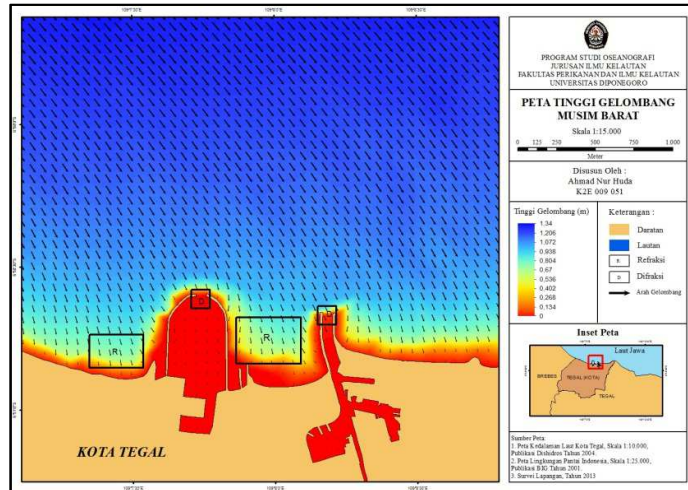 R
D
R
D
KOTA TEGAL
PROGRAM STUDI OSEANOGRAFI
JURUSAN ILMU KELAUTAN
FAKULTAS PERIKANAN DAN ILMU KELAUTAN
UNIVERSITAS DIPONEGORO
PETA TINGGI GELOMBANG
MUSIM BARAT
Skala 1:15.000
0 125 250 500 750 1.000
Meter
Disusun Oleh :
Ahmad Nur Huda
K2E 009 051
Tinggi Gelombang (m)
1.34
1.206
1.072
0.938
0.804
0.67
0.536
0.402
0.268
0.134
0
Keterangan :
Daratan
Lautan
R Refraksi
D Difraksi
Arah Gelombang
Inset Peta
Laut Jawa
BREBES
TEGAL (KOTA)
TEGAL
Sumber Peta
1. Peta Kedalaman Laut Kota Tegal, Skala 1:10.000,
Publikasi Dishidros Tahun 2004.
2. Peta Lingkungan Pantai Indonesia, Skala 1:25.000,
Publikasi BIG Tahun 2001.
3. Survei Lapangan, Tahun 2013